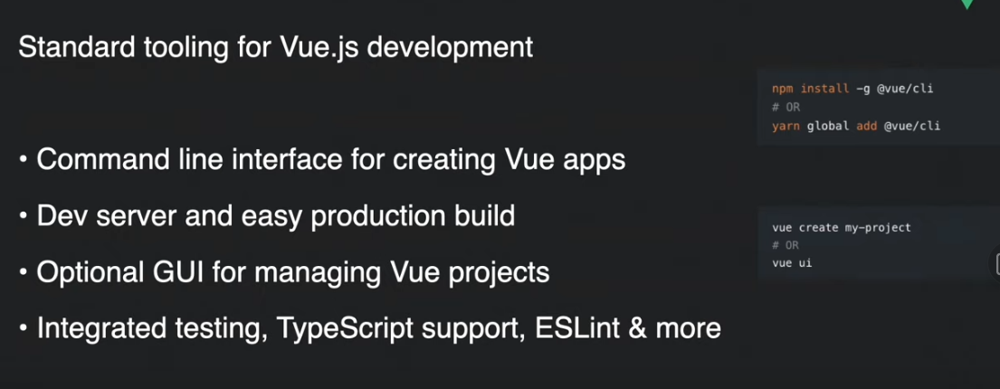 Standard tooling for Vue.js development
npm install -g @vue/cli
# OR
yarn global add @vue/cli
• Command line interface for creating Vue apps
• Dev server and easy production build
• Optional GUI for managing Vue projects
• Integrated testing, TypeScript support, ESLint & more
vue create my-project
# OR
vue ui